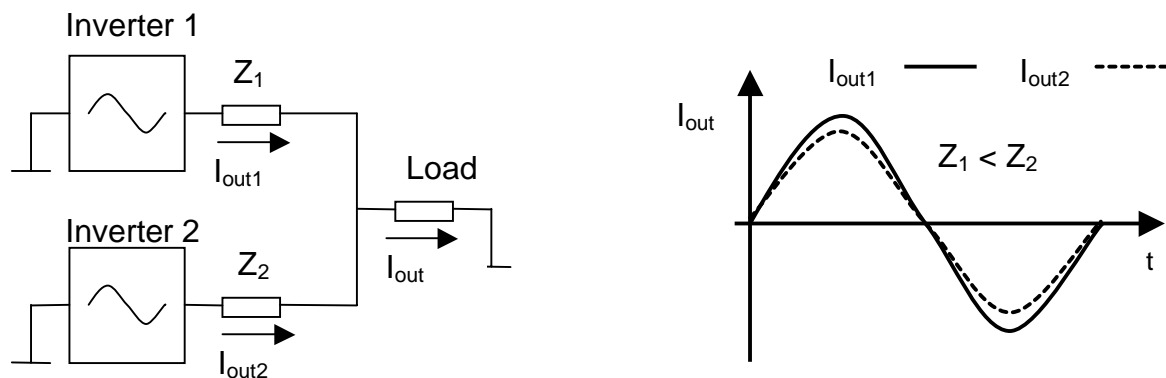 Inverter 1
Z1
Iout1
Load
Inverter 2
Z2
Iout
Iout2
Iout1 Iout2
Iout
Z1 < Z2
t